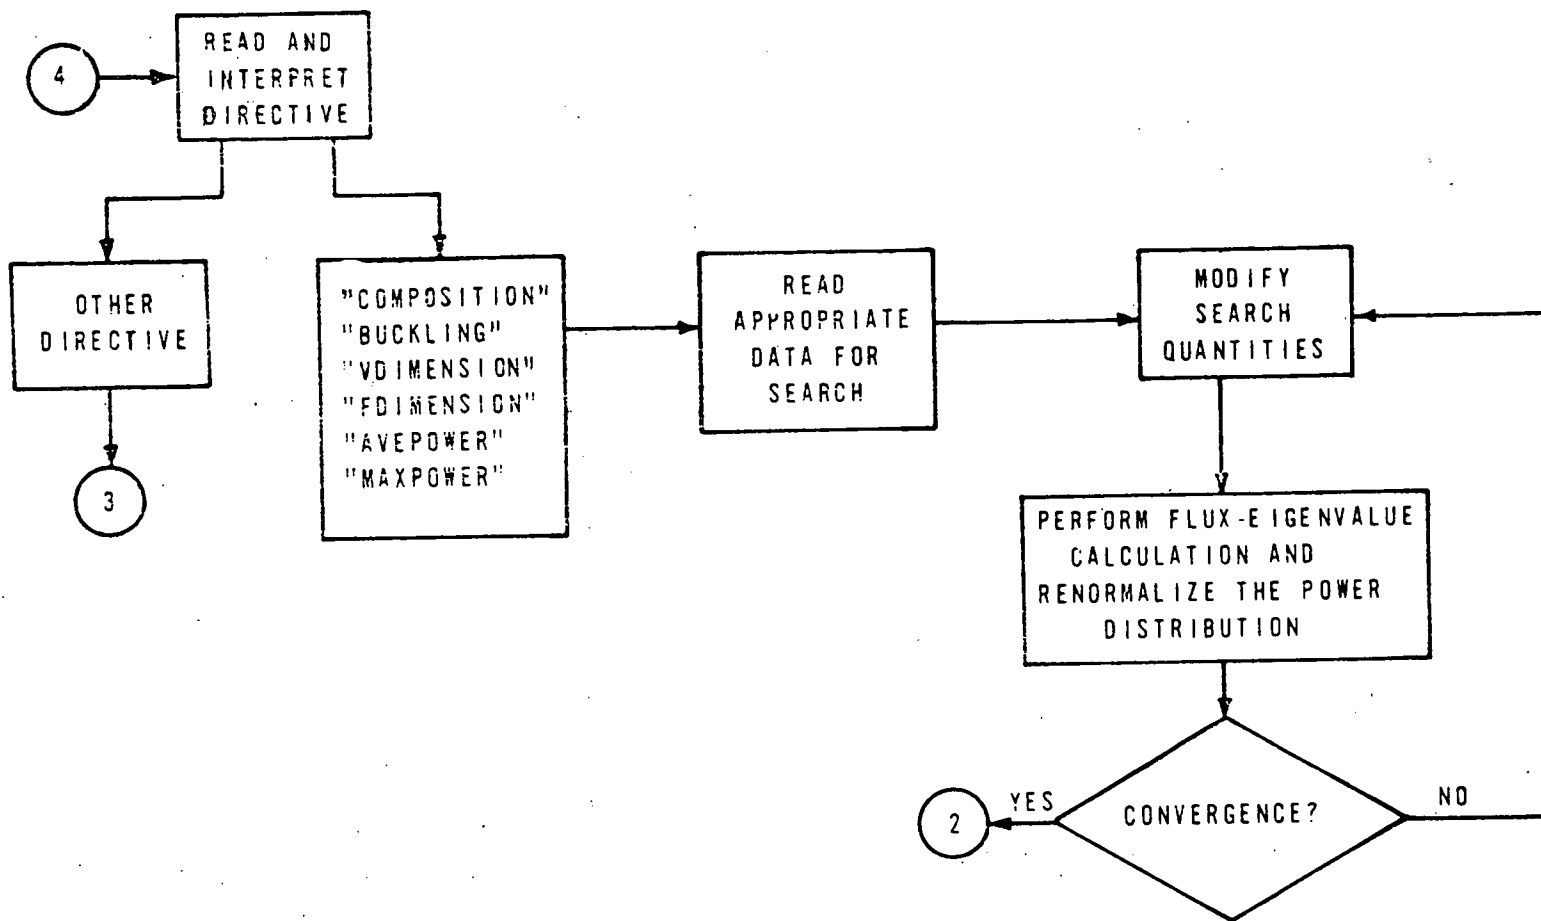 4
READ AND
INTERPRET
DIRECTIVE
OTHER
DIRECTIVE
3
"COMPOSITION"
"BUCKLING"
"VDIMENSION"
"FDIMENSION"
"AVEPOWER"
"MAXPOWER"
READ
APPROPRIATE
DATA FOR
SEARCH
MODIFY
SEARCH
QUANTITIES
PERFORM FLUX-EIGENVALUE
CALCULATION AND
RENORMALIZE THE POWER
DISTRIBUTION
CONVERGENCE?
YES
2
NO